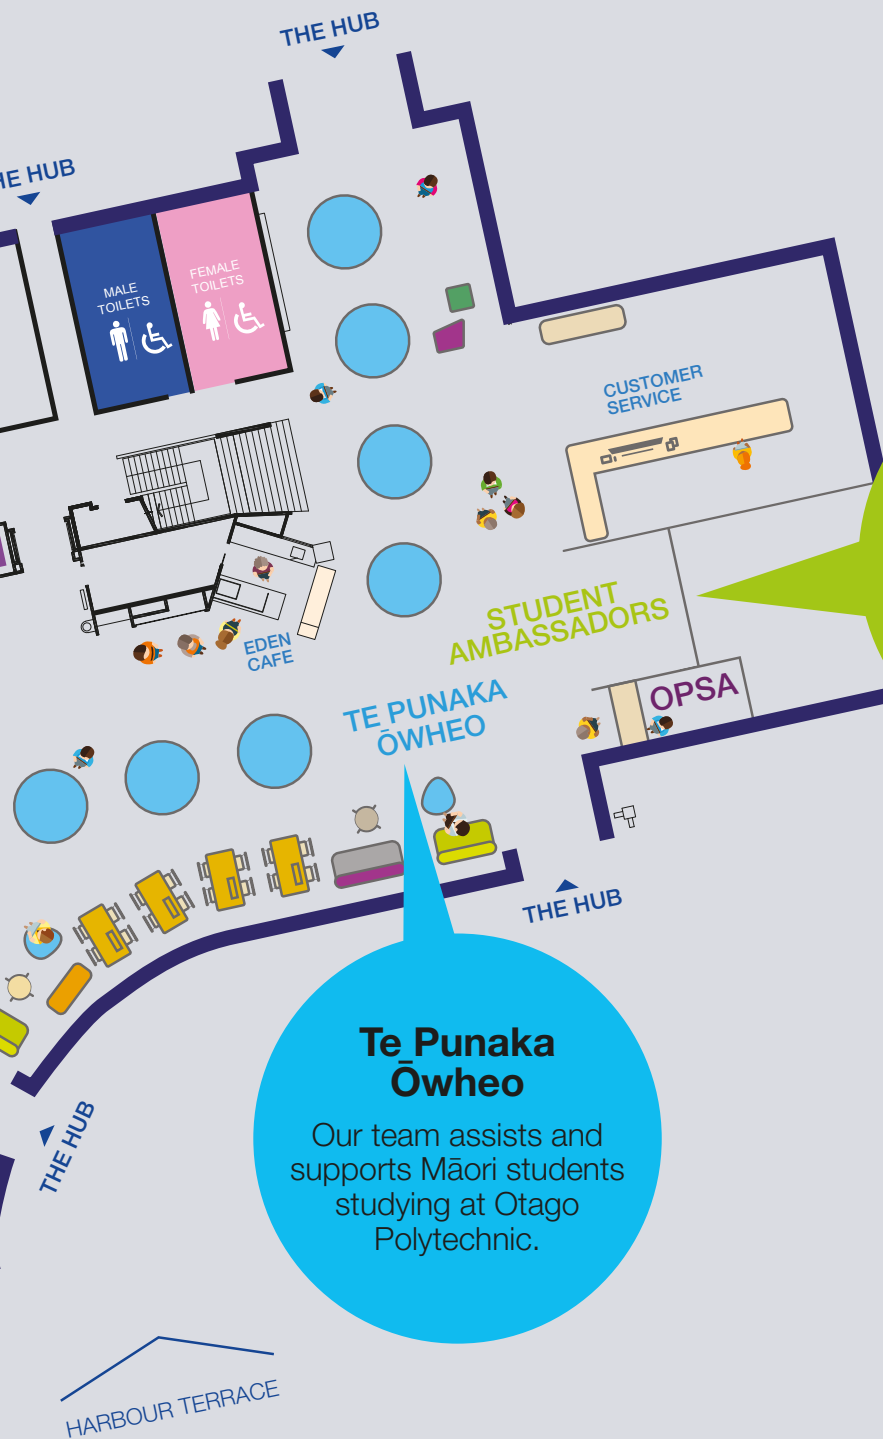 THE HUB
HE HUB
MALE
TOILETS
FEMALE
TOILETS
CUSTOMER
SERVICE
STUDENT
AMBASSADORS
EDEN
CAFE
OPSA
TE PUNAKA
ŌWHEO
THE HUB
Te Punaka
Ōwheo
Our team assists and
supports Māori students
studying at Otago
Polytechnic.
THE HUB
HARBOUR TERRACE